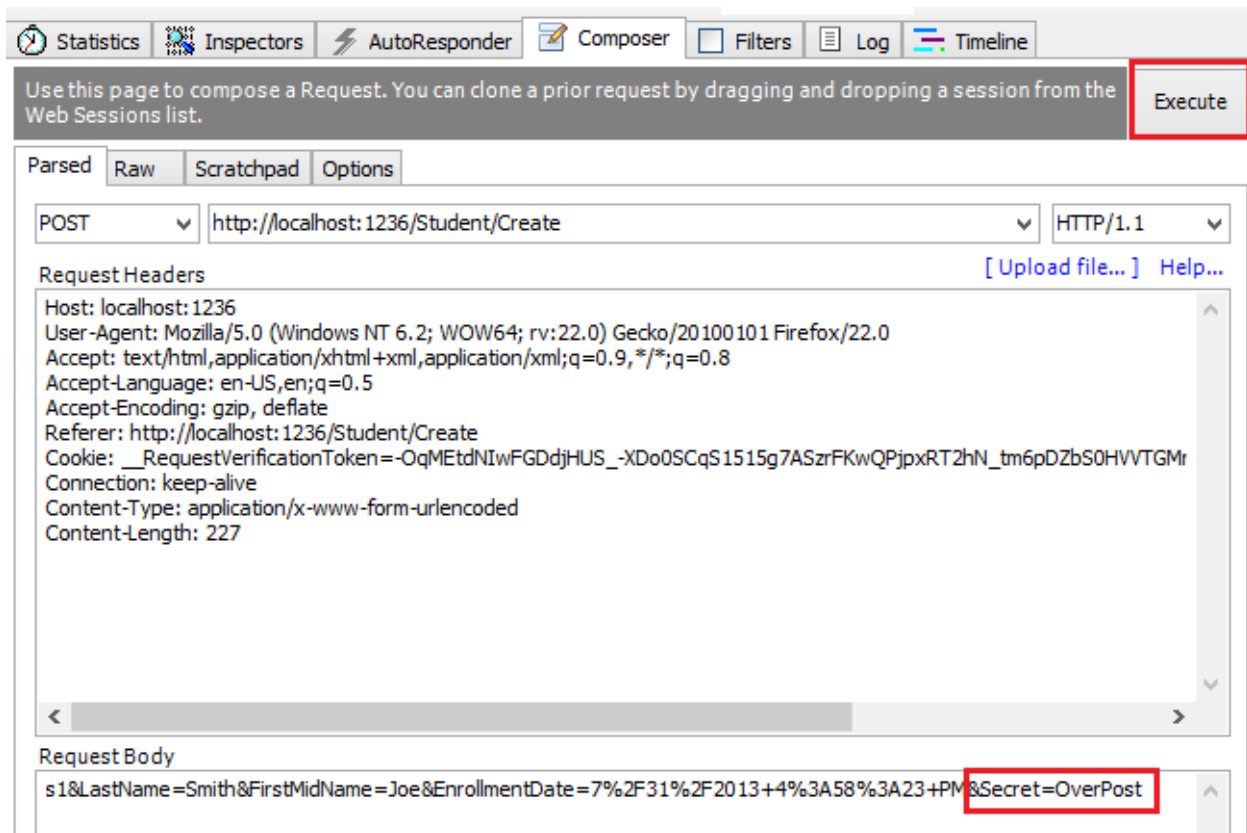 Statistics Inspectors AutoResponder Composer Filters Log Timeline
Use this page to compose a Request. You can clone a prior request by dragging and dropping a session from the
Web Sessions list.
Execute
Parsed Raw Scratchpad Options
POST http://localhost:1236/Student/Create HTTP/1.1
Request Headers [ Upload file... ] Help...
Host: localhost:1236
User-Agent: Mozilla/5.0 (Windows NT 6.2; WOW64; rv:22.0) Gecko/20100101 Firefox/22.0
Accept: text/html,application/xhtml+xml,application/xml;q=0.9,*/*;q=0.8
Accept-Language: en-US,en;q=0.5
Accept-Encoding: gzip, deflate
Referer: http://localhost:1236/Student/Create
Cookie: __RequestVerificationToken=-OqMEtdNIwFGDdjHUS_-XDo0SCqS1515g7ASzrFKwQPjpxRT2hN_tm6pDZbS0HVVTGMr
Connection: keep-alive
Content-Type: application/x-www-form-urlencoded
Content-Length: 227
Request Body
s1&LastName=Smith&FirstMidName=Joe&EnrollmentDate=7%2F31%2F2013+4%3A58%3A23+PM&Secret=OverPost